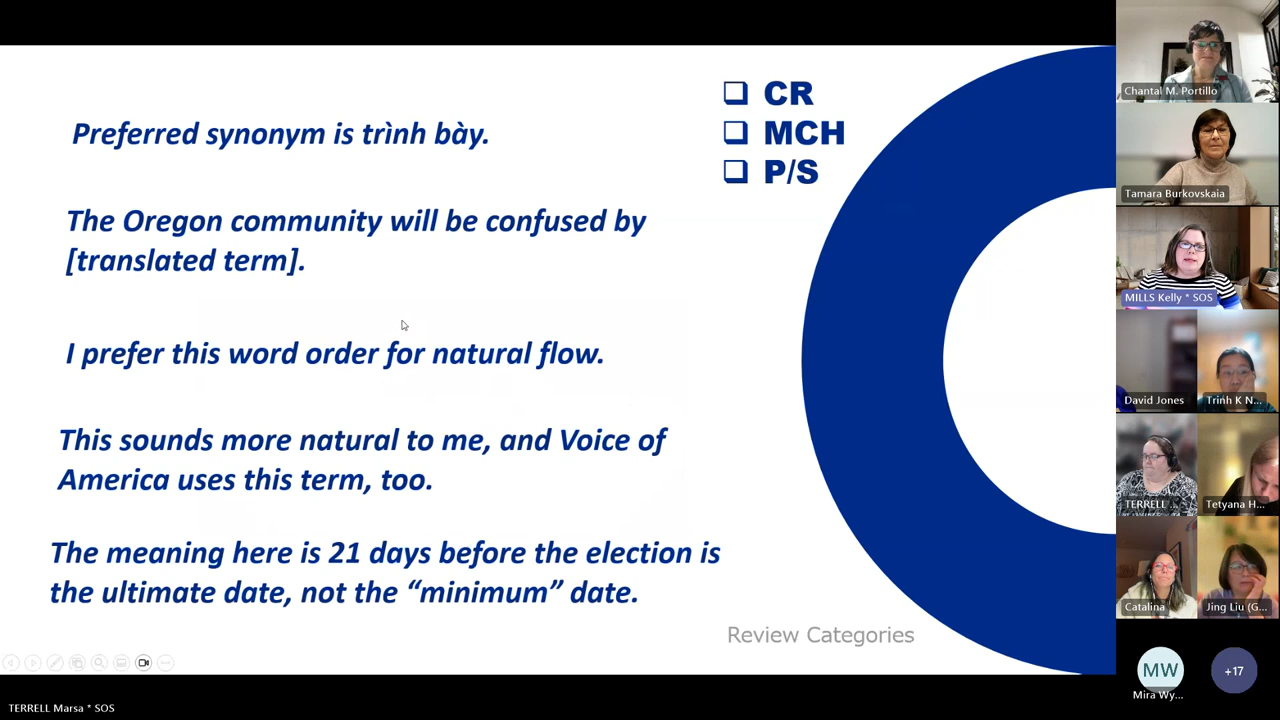 Preferred synonym is trình bày.
The Oregon community will be confused by
[translated term].
I prefer this word order for natural flow.
This sounds more natural to me, and Voice of
America uses this term, too.
The meaning here is 21 days before the election is
the ultimate date, not the “minimum” date.
CR
MCH
P/S
Review Categories
TERRELL Marsa * SOS
Chantal M. Portillo
Tamara Burkovskaia
MILLS Kelly * SOS
David Jones
Trinh K N...
TERRELL ...
Tetyana H...
Catalina
Jing Liu (G...
MW
Mira Wy...
+17